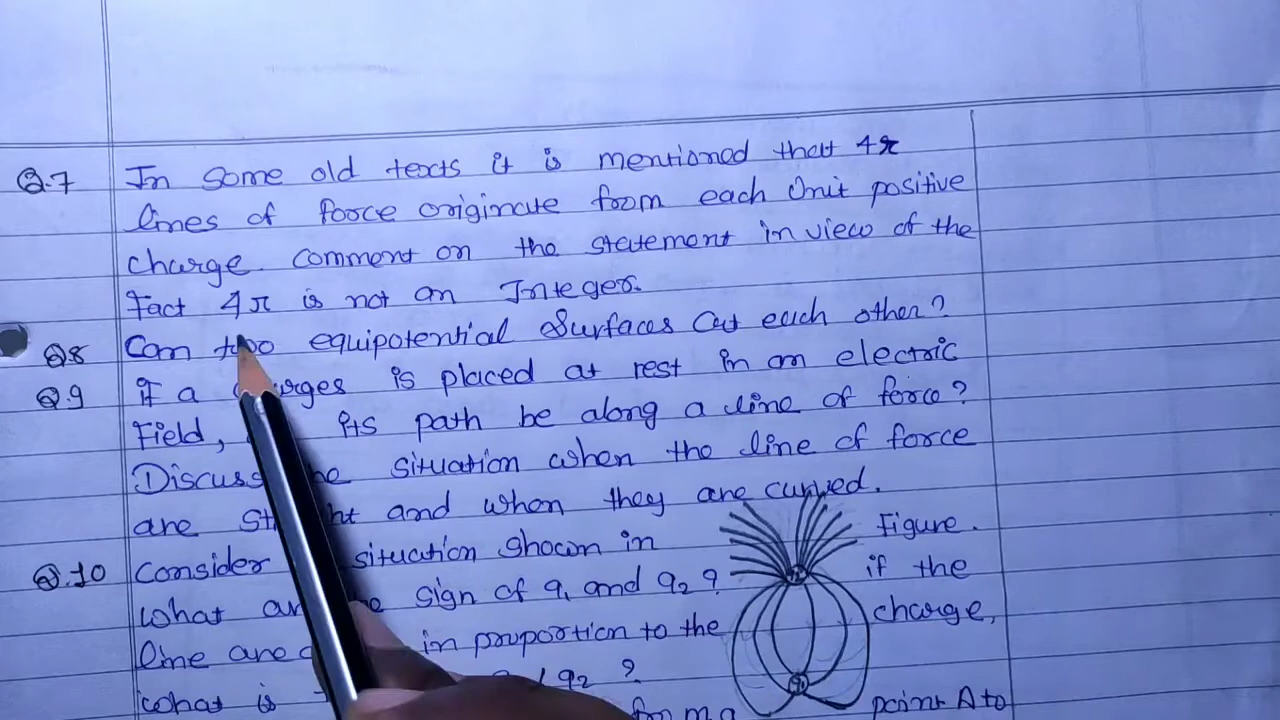 Q.7 In some old texts it is mentioned that 4π
lines of force originate from each Unit positive
charge. comment on the statement in view of the
Fact 4π is not an Integer.
Q8 Can two equipotential Surfaces Cut each other?
Q.9 if a charges is placed at rest in an electric
Field, its path be along a line of force?
Discuss the situation when the line of force
are st ht and when they are curved.
Q.10 Consider situation shown in Figure.
What are the sign of q1 and q2? if the
line are in proportion to the charge,
What is q2?
point A to